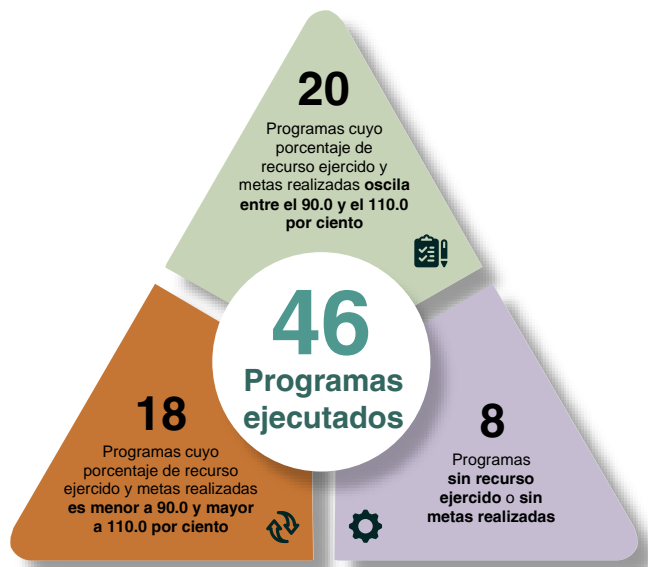 20
Programas cuyo
porcentaje de
recurso ejercido y
metas realizadas oscila
entre el 90.0 y el 110.0
por ciento
46
Programas
ejecutados
18
Programas cuyo
porcentaje de recurso
ejercido y metas realizadas
es menor a 90.0 y mayor
a 110.0 por ciento
8
Programas
sin recurso
ejercido o sin
metas realizadas